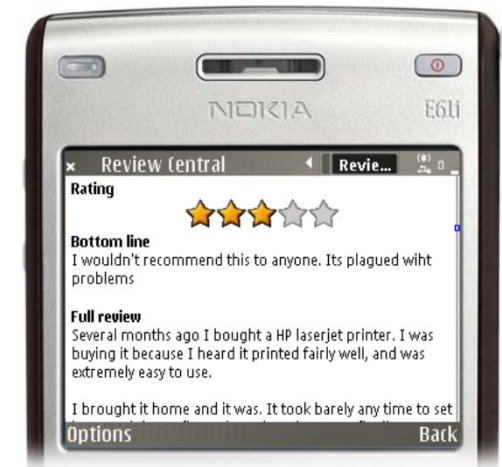 NOKIA
E61i
Review Central
Revie...
Rating
Bottom line
I wouldn't recommend this to anyone. Its plagued wiht
problems
Full review
Several months ago I bought a HP laserjet printer. I was
buying it because I heard it printed fairly well, and was
extremely easy to use.
I brought it home and it was. It took barely any time to set
Options
Back